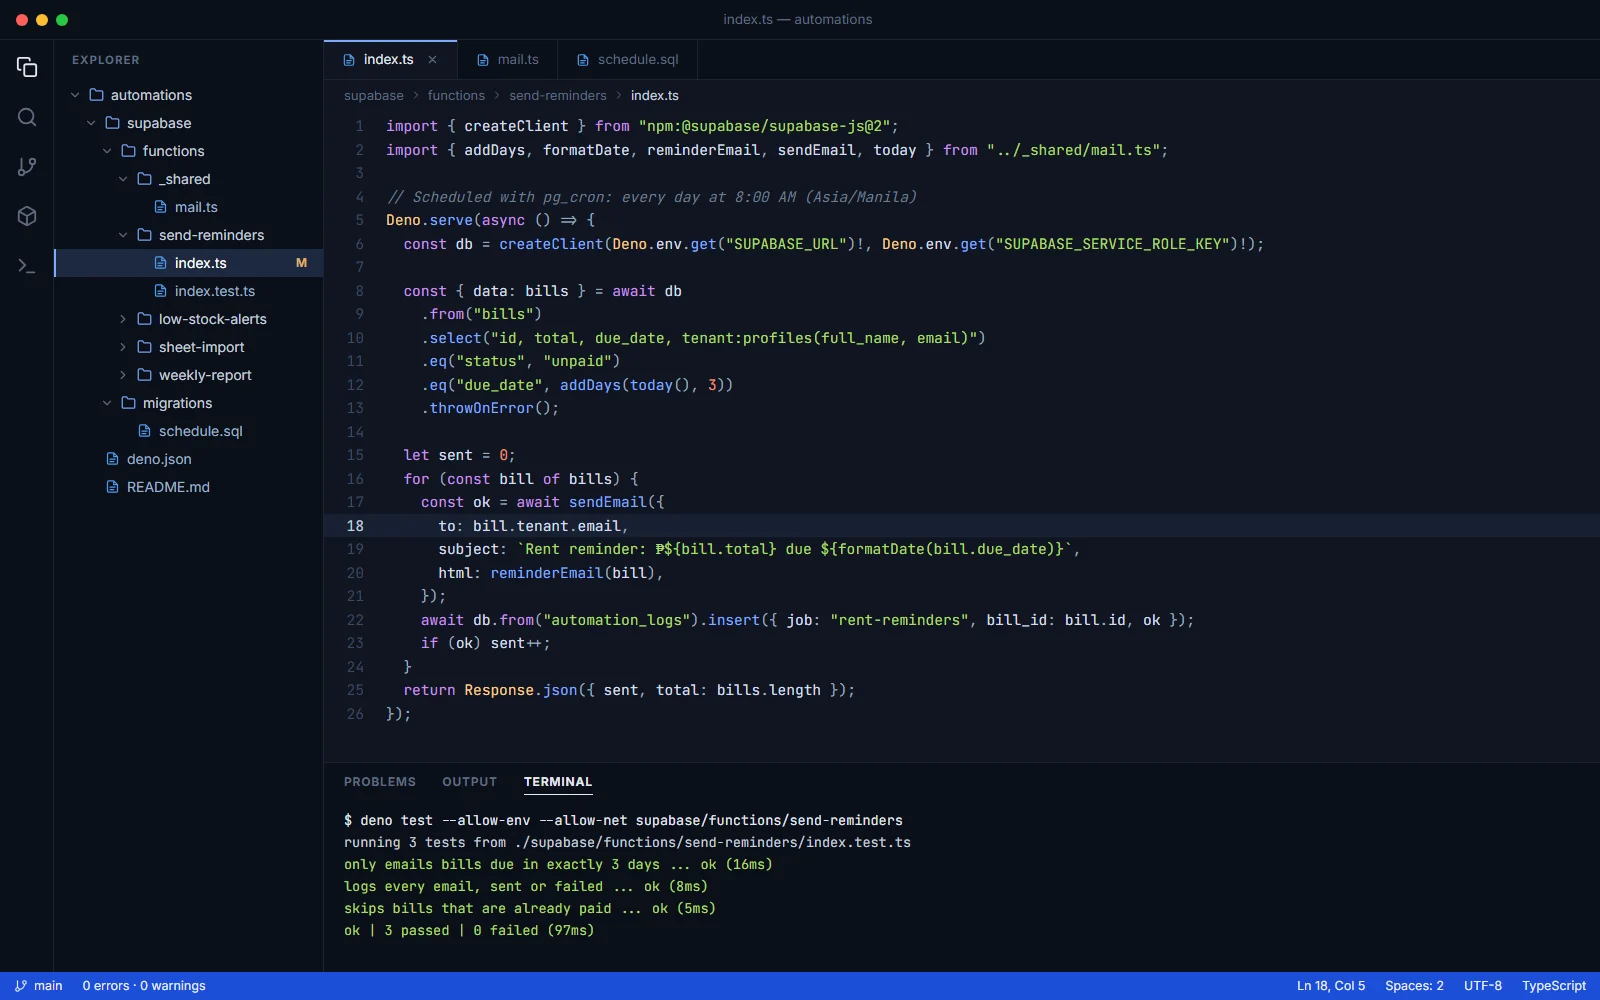 index.ts — automations
EXPLORER
automations
supabase
functions
_shared
mail.ts
send-reminders
index.ts M
index.test.ts
low-stock-alerts
sheet-import
weekly-report
migrations
schedule.sql
deno.json
README.md
index.ts × mail.ts schedule.sql
supabase > functions > send-reminders > index.ts
1 import { createClient } from "npm:@supabase/supabase-js@2";
2 import { addDays, formatDate, reminderEmail, sendEmail, today } from "../_shared/mail.ts";
3
4 // Scheduled with pg_cron: every day at 8:00 AM (Asia/Manila)
5 Deno.serve(async () => {
6 const db = createClient(Deno.env.get("SUPABASE_URL")!, Deno.env.get("SUPABASE_SERVICE_ROLE_KEY")!);
7
8 const { data: bills } = await db
9 .from("bills")
10 .select("id, total, due_date, tenant:profiles(full_name, email)")
11 .eq("status", "unpaid")
12 .eq("due_date", addDays(today(), 3))
13 .throwOnError();
14
15 let sent = 0;
16 for (const bill of bills) {
17 const ok = await sendEmail({
18 to: bill.tenant.email,
19 subject: `Rent reminder: ₱${bill.total} due ${formatDate(bill.due_date)}`,
20 html: reminderEmail(bill),
21 });
22 await db.from("automation_logs").insert({ job: "rent-reminders", bill_id: bill.id, ok });
23 if (ok) sent++;
24 }
25 return Response.json({ sent, total: bills.length });
26 });
PROBLEMS OUTPUT TERMINAL
$ deno test --allow-env --allow-net supabase/functions/send-reminders
running 3 tests from ./supabase/functions/send-reminders/index.test.ts
only emails bills due in exactly 3 days ... ok (16ms)
logs every email, sent or failed ... ok (8ms)
skips bills that are already paid ... ok (5ms)
ok | 3 passed | 0 failed (97ms)
main 0 errors · 0 warnings Ln 18, Col 5 Spaces: 2 UTF-8 TypeScript